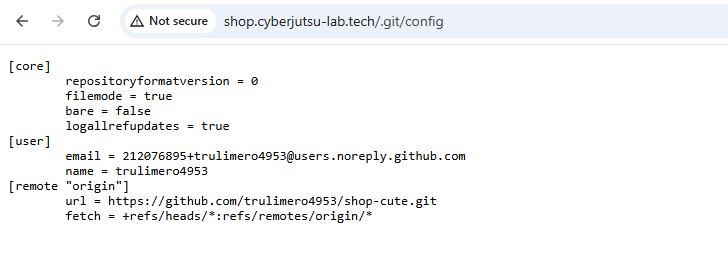 Not secure shop.cyberjutsu-lab.tech/.git/config
[core]
repositoryformatversion = 0
filemode = true
bare = false
logallrefupdates = true
[user]
email = 212076895+trulimero4953@users.noreply.github.com
name = trulimero4953
[remote "origin"]
url = https://github.com/trulimero4953/shop-cute.git
fetch = +refs/heads/*:refs/remotes/origin/*